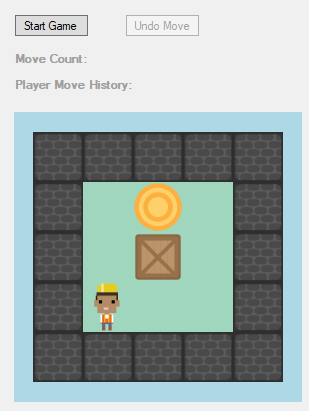 Start Game
Undo Move
Move Count:
Player Move History: